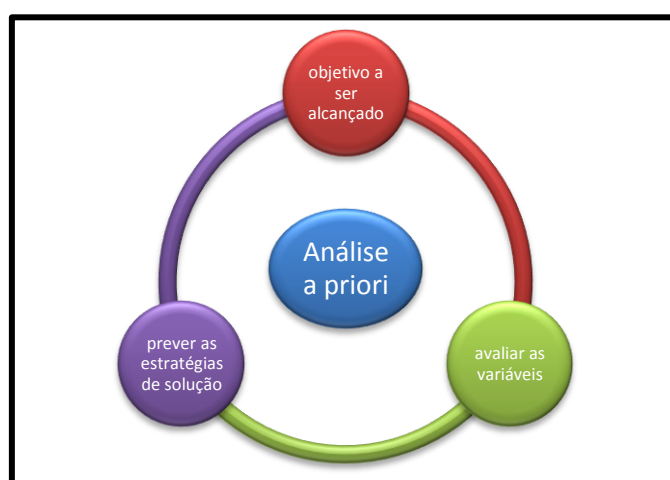 objetivo a
ser
alcançado
Análise
a priori
prever as
estratégias
de solução
avaliar as
variáveis